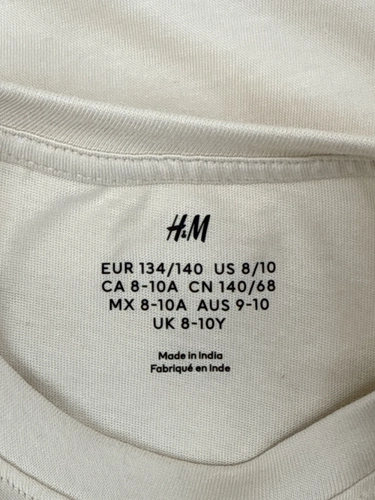 H&M
EUR 134/140 US 8/10
CA 8-10A CN 140/68
MX 8-10A AUS 9-10
UK 8-10Y
Made in India
Fabriqué en Inde